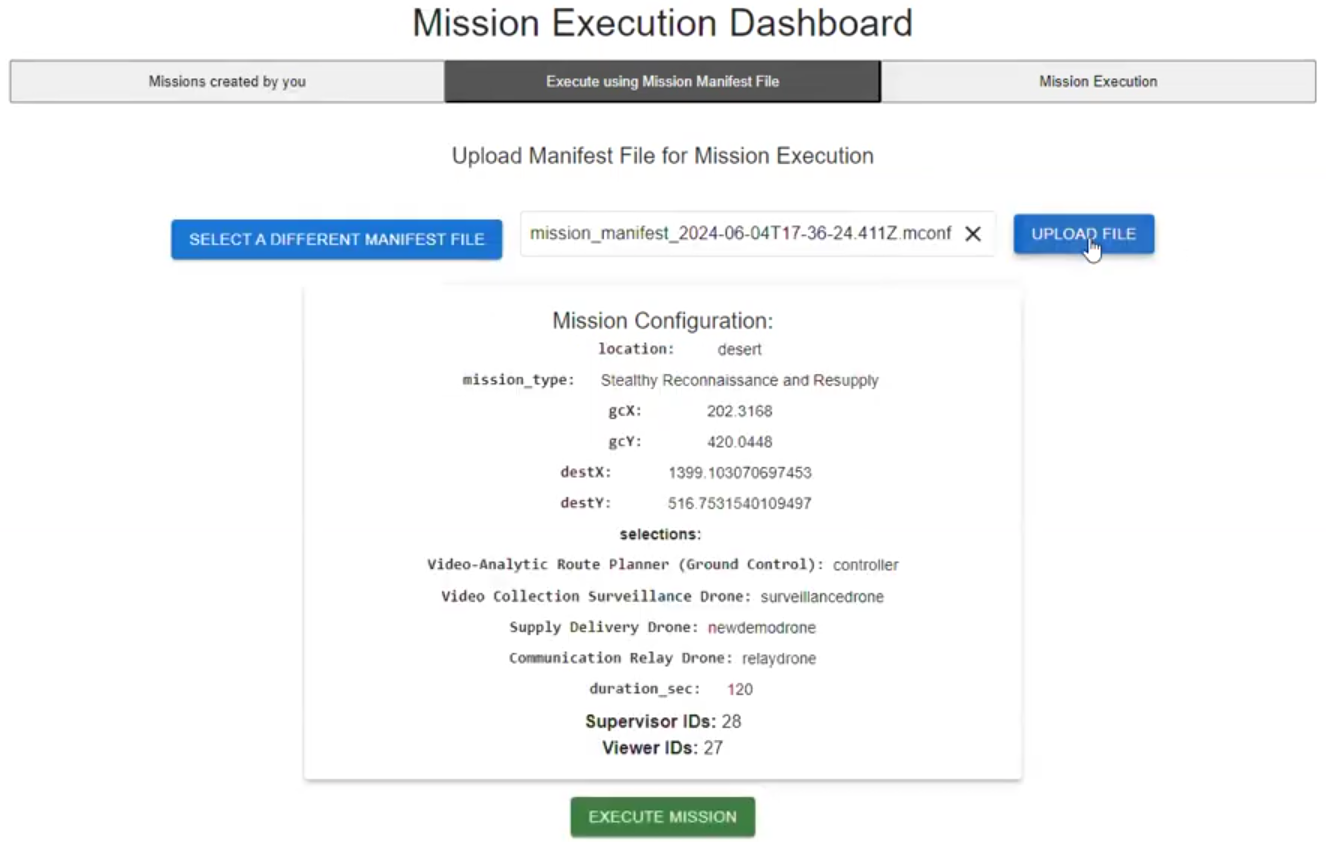 Mission Execution Dashboard
Missions created by you
Execute using Mission Manifest File
Mission Execution
Upload Manifest File for Mission Execution
SELECT A DIFFERENT MANIFEST FILE
mission_manifest_2024-06-04T17-36-24.411Z.mconf
UPLOAD FILE
Mission Configuration:
location: desert
mission_type: Stealthy Reconnaissance and Resupply
gcX: 202.3168
gcY: 420.0448
destX: 1399.103070697453
destY: 516.7531540109497
selections:
Video-Analytic Route Planner (Ground Control): controller
Video Collection Surveillance Drone: surveillancedrone
Supply Delivery Drone: newdemodrone
Communication Relay Drone: relaydrone
duration_sec: 120
Supervisor IDs: 28
Viewer IDs: 27
EXECUTE MISSION